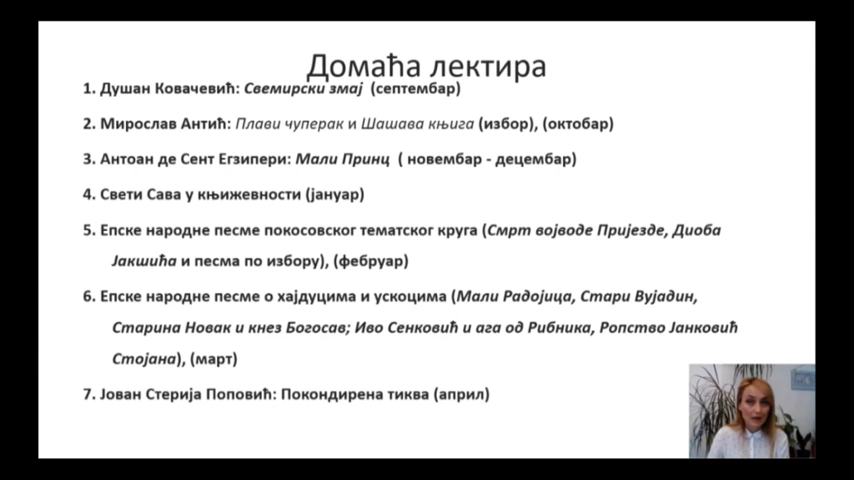 Домаћа лектира
1. Душан Ковачевић: Свемирски змај (септембар)
2. Мирослав Антић: Плави чуперак и Шашава књига (избор), (октобар)
3. Антоан де Сент Егзипери: Мали Принц ( новембар - децембар)
4. Свети Сава у књижевности (јануар)
5. Епске народне песме покосовског тематског круга (Смрт војводе Пријезде, Диоба
Јакшића и песма по избору), (фебруар)
6. Епске народне песме о хајдуцима и ускоцима (Мали Радојица, Стари Вујадин,
Старина Новак и кнез Богосав; Иво Сенковић и ага од Рибника, Ропство Јанковић
Стојана), (март)
7. Јован Стерија Поповић: Покондирена тиква (април)